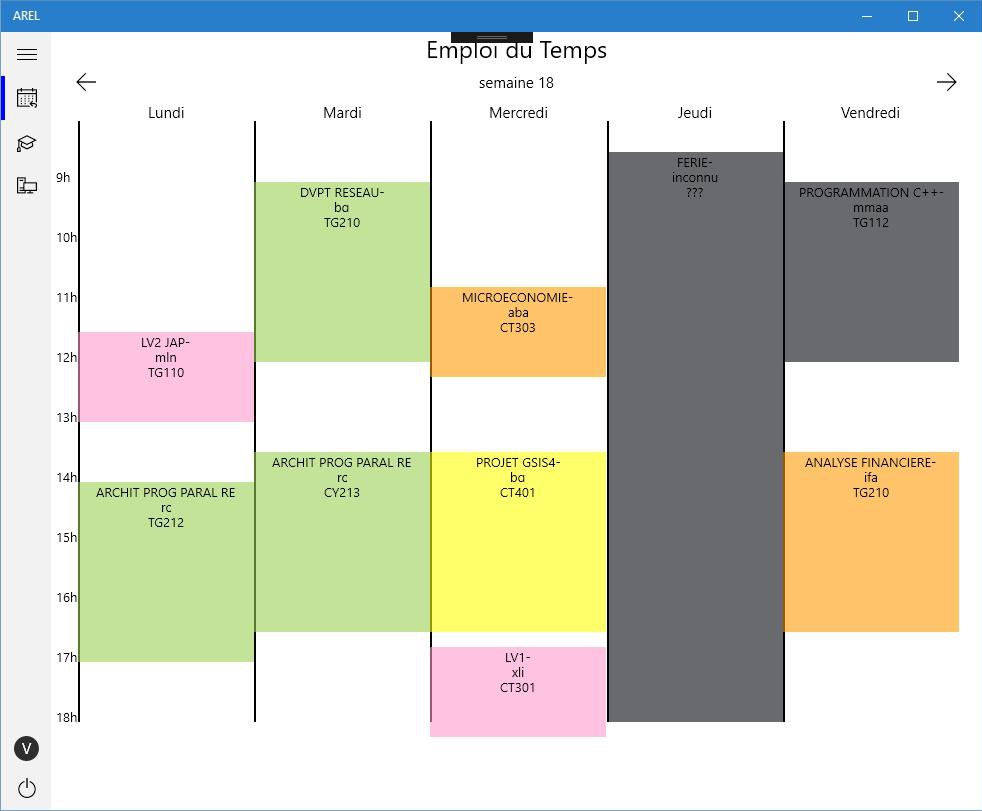 AREL
Emploi du Temps
semaine 18
Lundi
Mardi
Mercredi
Jeudi
Vendredi
9h
10h
11h
12h
13h
14h
15h
16h
17h
18h
LV2 JAP-
mln
TG110
ARCHIT PROG PARAL RE
rc
TG212
DVPT RESEAU-
ba
TG210
ARCHIT PROG PARAL RE
rc
CY213
MICROECONOMIE-
aba
CT303
PROJET GSIS4-
ba
CT401
LV1-
xli
CT301
FERIE-
inconnu
???
PROGRAMMATION C++-
mmaa
TG112
ANALYSE FINANCIERE-
ifa
TG210
V